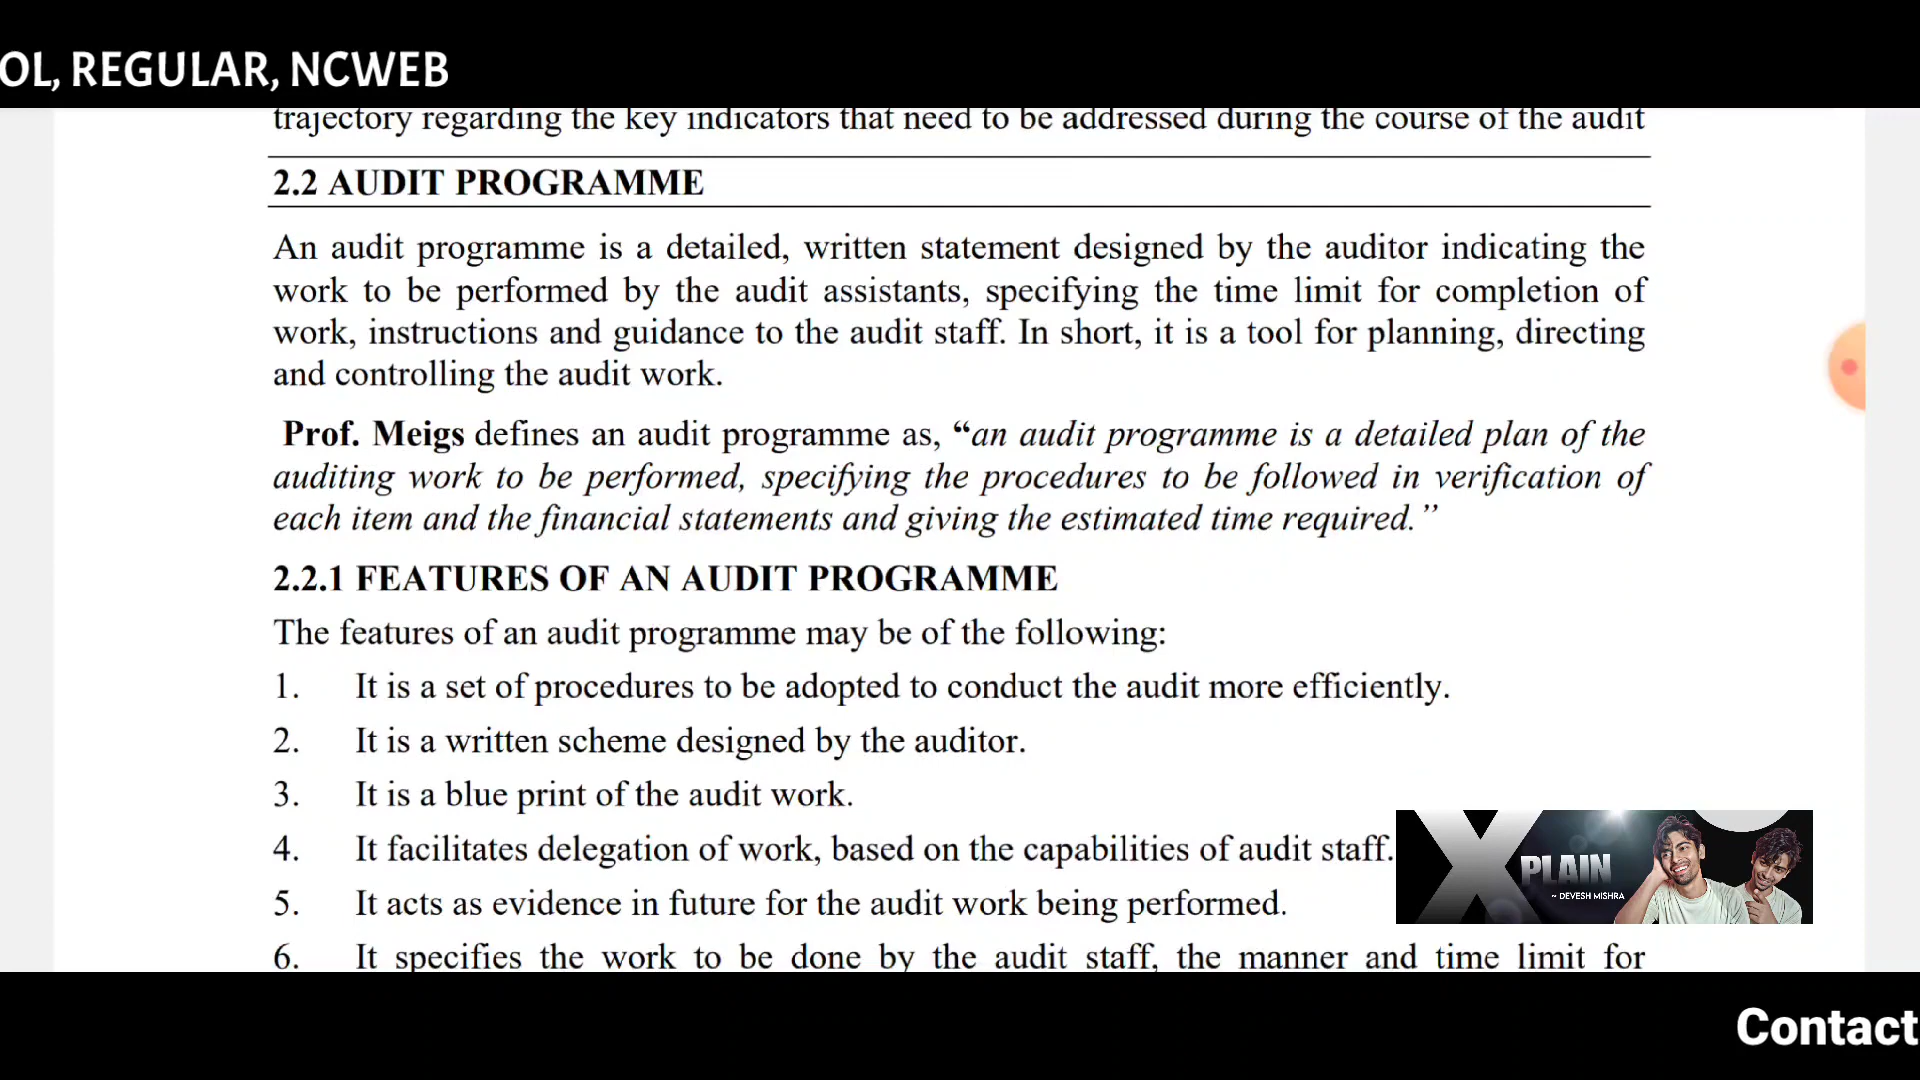 OL, REGULAR, NCWEB
trajectory regarding the key indicators that need to be addressed during the course of the audit
2.2 AUDIT PROGRAMME
An audit programme is a detailed, written statement designed by the auditor indicating the
work to be performed by the audit assistants, specifying the time limit for completion of
work, instructions and guidance to the audit staff. In short, it is a tool for planning, directing
and controlling the audit work.
Prof. Meigs defines an audit programme as, “an audit programme is a detailed plan of the
auditing work to be performed, specifying the procedures to be followed in verification of
each item and the financial statements and giving the estimated time required.”
2.2.1 FEATURES OF AN AUDIT PROGRAMME
The features of an audit programme may be of the following:
1. It is a set of procedures to be adopted to conduct the audit more efficiently.
2. It is a written scheme designed by the auditor.
3. It is a blue print of the audit work.
4. It facilitates delegation of work, based on the capabilities of audit staff.
5. It acts as evidence in future for the audit work being performed.
6. It specifies the work to be done by the audit staff, the manner and time limit for
XPLAIN
~ DEVESH MISHRA
Contact